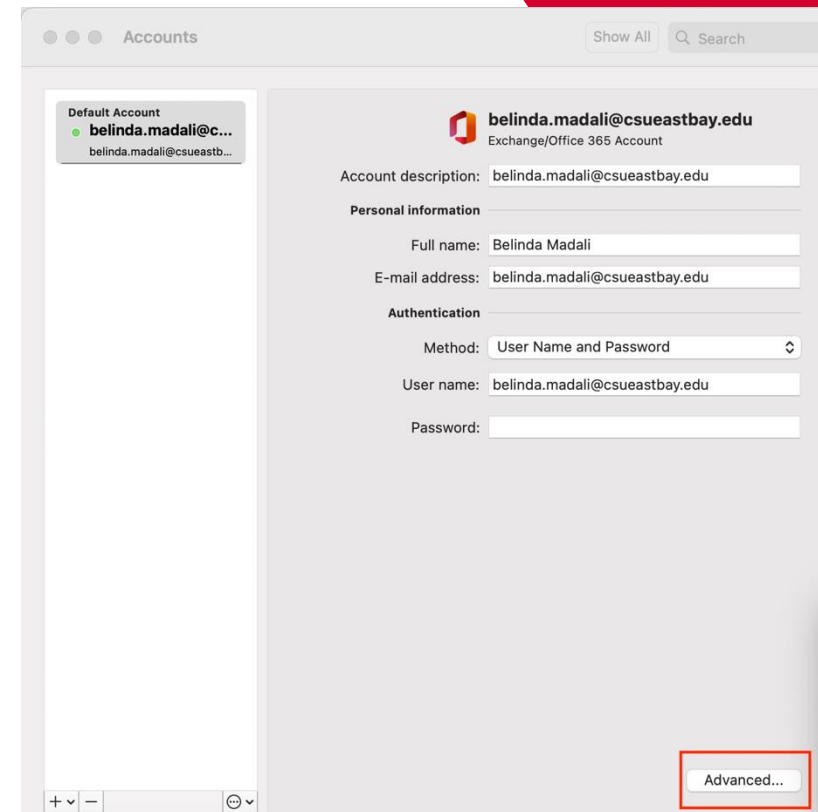 Accounts
Show All
Search
Default Account
belinda.madali@c...
belinda.madali@csueastb...
belinda.madali@csueastbay.edu
Exchange/Office 365 Account
Account description: belinda.madali@csueastbay.edu
Personal information
Full name: Belinda Madali
E-mail address: belinda.madali@csueastbay.edu
Authentication
Method: User Name and Password
User name: belinda.madali@csueastbay.edu
Password:
Advanced...